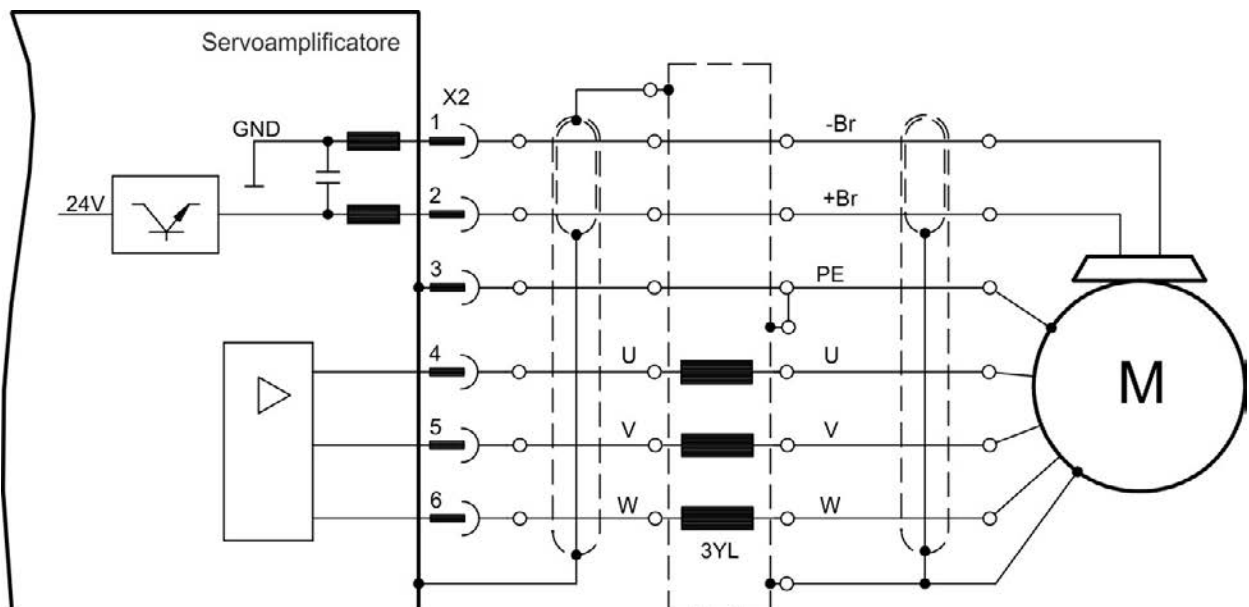 Servoamplificatore
X2
GND
1
-Br
24V
2
+Br
3
PE
4
U
U
5
V
V
6
W
W
3YL
M